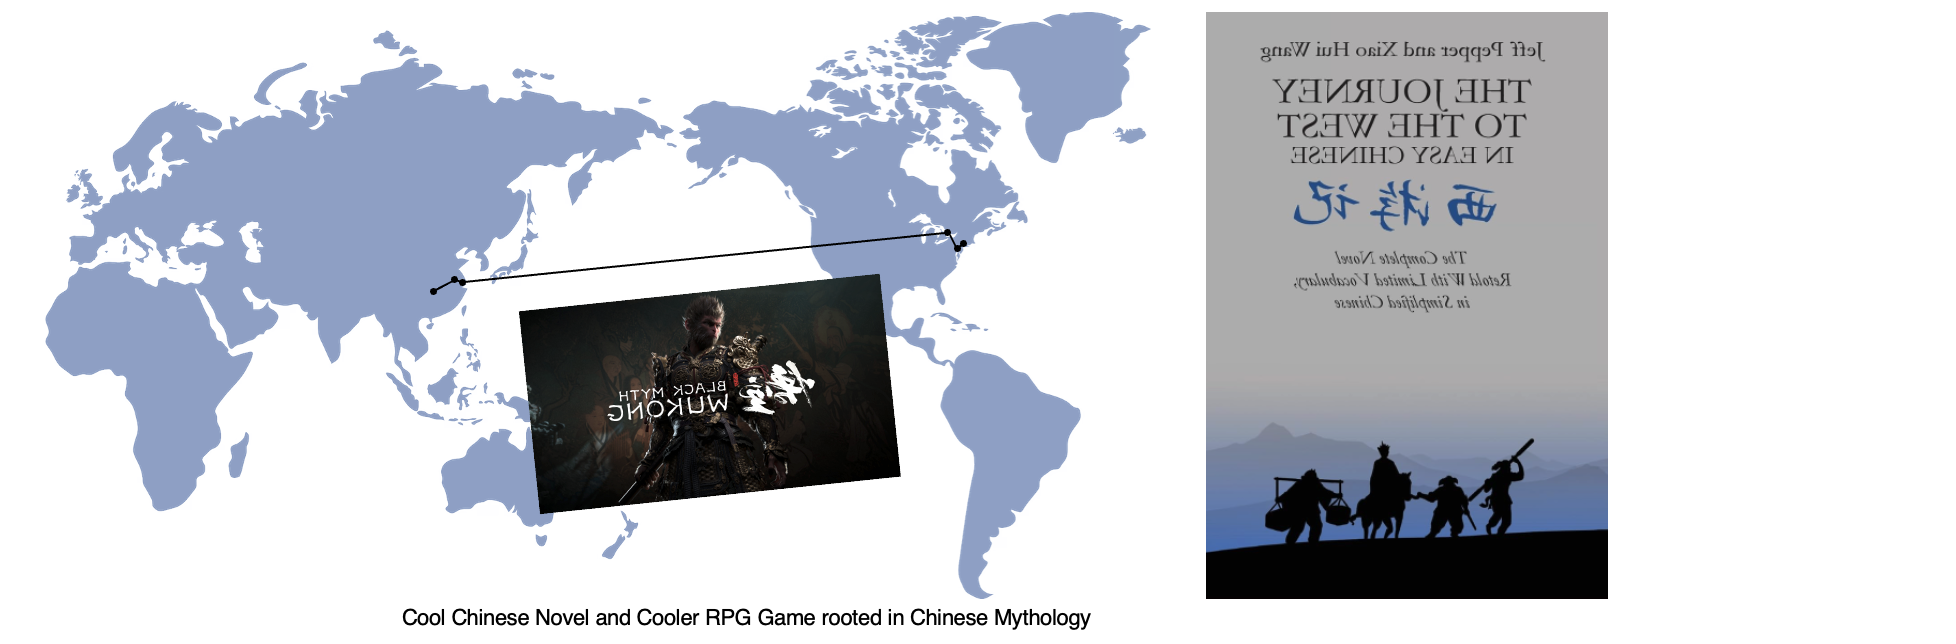 BLACK MYTH
WUKONG
悟空
Cool Chinese Novel and Cooler RPG Game rooted in Chinese Mythology
Jeff Pepper and Xiao Hui Wang
THE JOURNEY
TO THE WEST
IN EASY CHINESE
西游记
The Complete Novel
Retold With Limited Vocabulary,
in Simplified Chinese